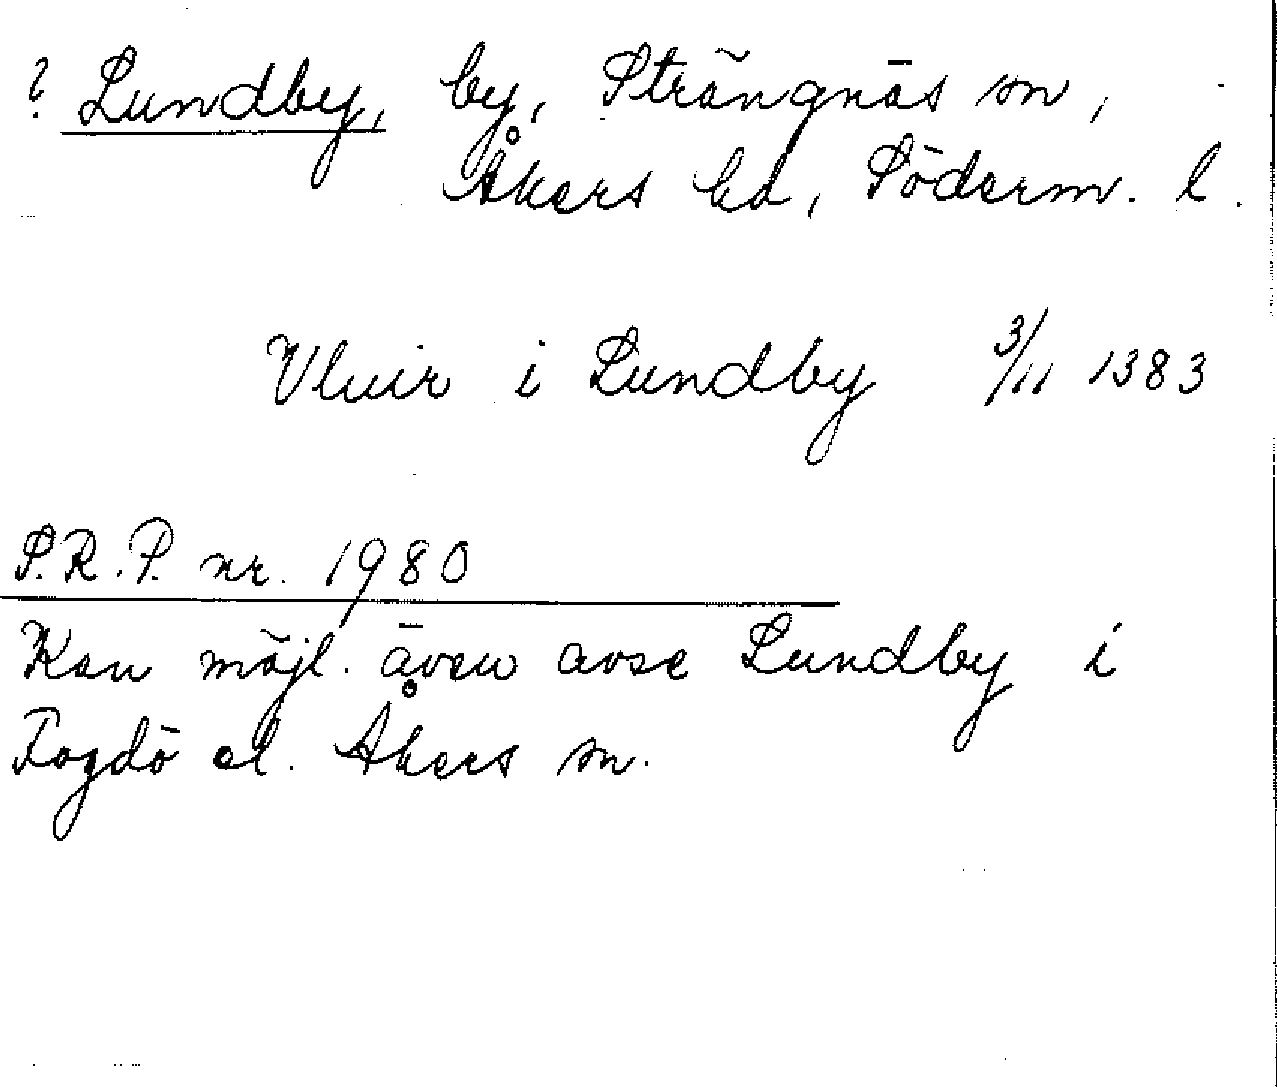 ? Lundby, by, Strängnäs sn,
Åkers hd, Söderm. l.
Vluir i Lundby 3/11 1383
S.R.P. nr. 1980
Kan möjl. även avse Lundby i
Fogdö el. Åkers sn.